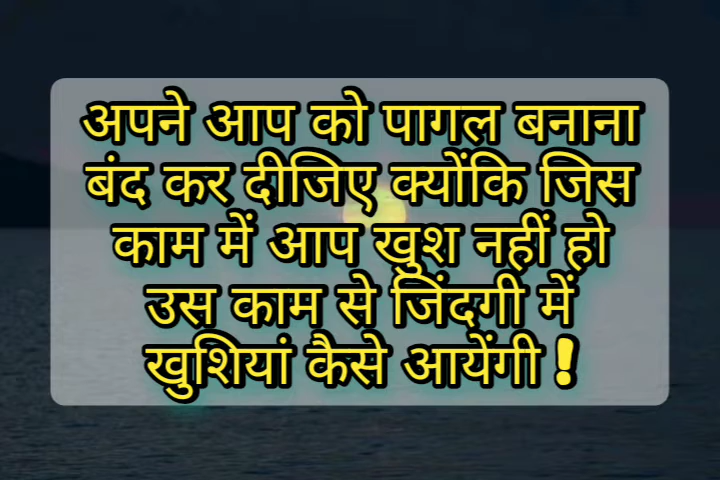 अपने आप को पागल बनाना
बंद कर दीजिए क्योंकि जिस
काम में आप खुश नहीं हो
उस काम से जिंदगी में
खुशियां कैसे आयेंगी !